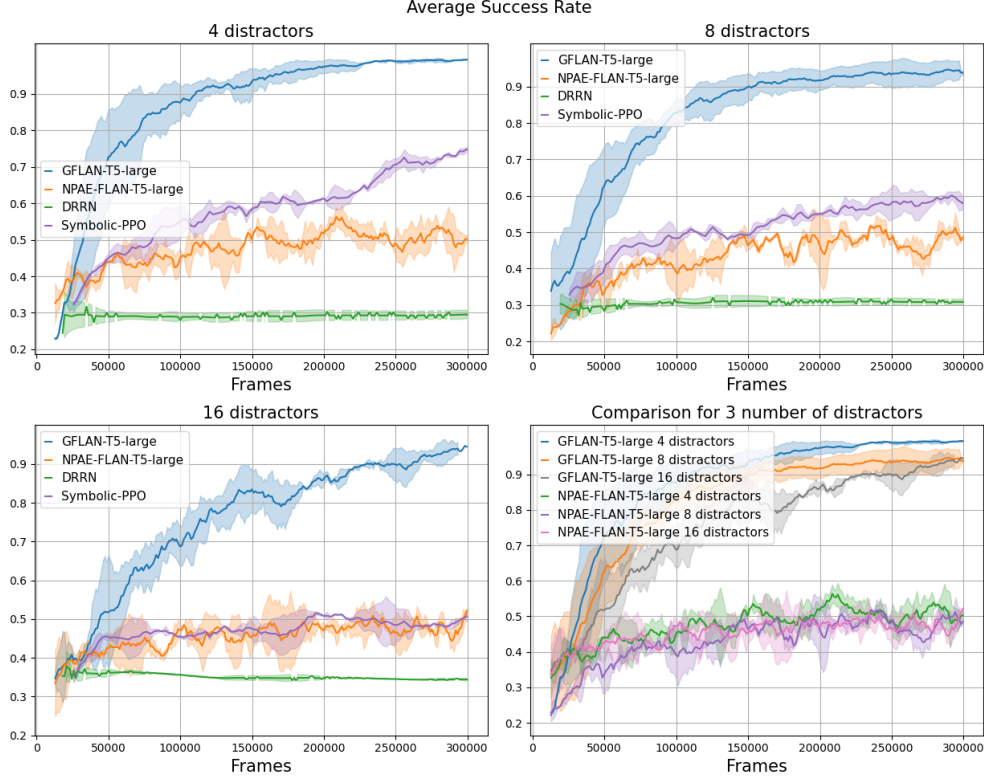 Average Success Rate
4 distractors
0.9
0.8
0.7
0.6
0.5
0.4
0.3
0.2
GFLAN-T5-large
NPAE-FLAN-T5-large
DRRN
Symbolic-PPO
0 50000 100000 150000 200000 250000 300000
Frames
8 distractors
0.9
0.8
0.7
0.6
0.5
0.4
0.3
0.2
GFLAN-T5-large
NPAE-FLAN-T5-large
DRRN
Symbolic-PPO
0 50000 100000 150000 200000 250000 300000
Frames
16 distractors
0.9
0.8
0.7
0.6
0.5
0.4
0.3
0.2
GFLAN-T5-large
NPAE-FLAN-T5-large
DRRN
Symbolic-PPO
0 50000 100000 150000 200000 250000 300000
Frames
Comparison for 3 number of distractors
1.0
0.9
0.8
0.7
0.6
0.5
0.4
0.3
0.2
GFLAN-T5-large 4 distractors
GFLAN-T5-large 8 distractors
GFLAN-T5-large 16 distractors
NPAE-FLAN-T5-large 4 distractors
NPAE-FLAN-T5-large 8 distractors
NPAE-FLAN-T5-large 16 distractors
0 50000 100000 150000 200000 250000 300000
Frames